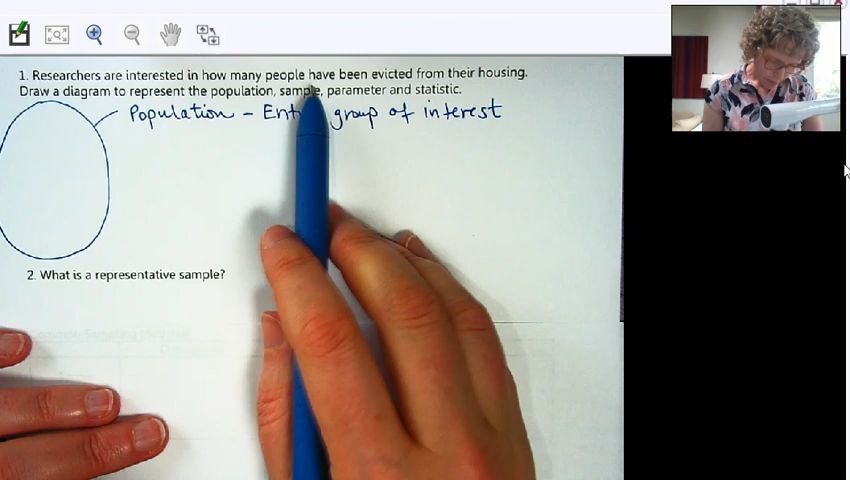 1. Researchers are interested in how many people have been evicted from their housing.
Draw a diagram to represent the population, sample, parameter and statistic.
Population - Ent group of interest
2. What is a representative sample?